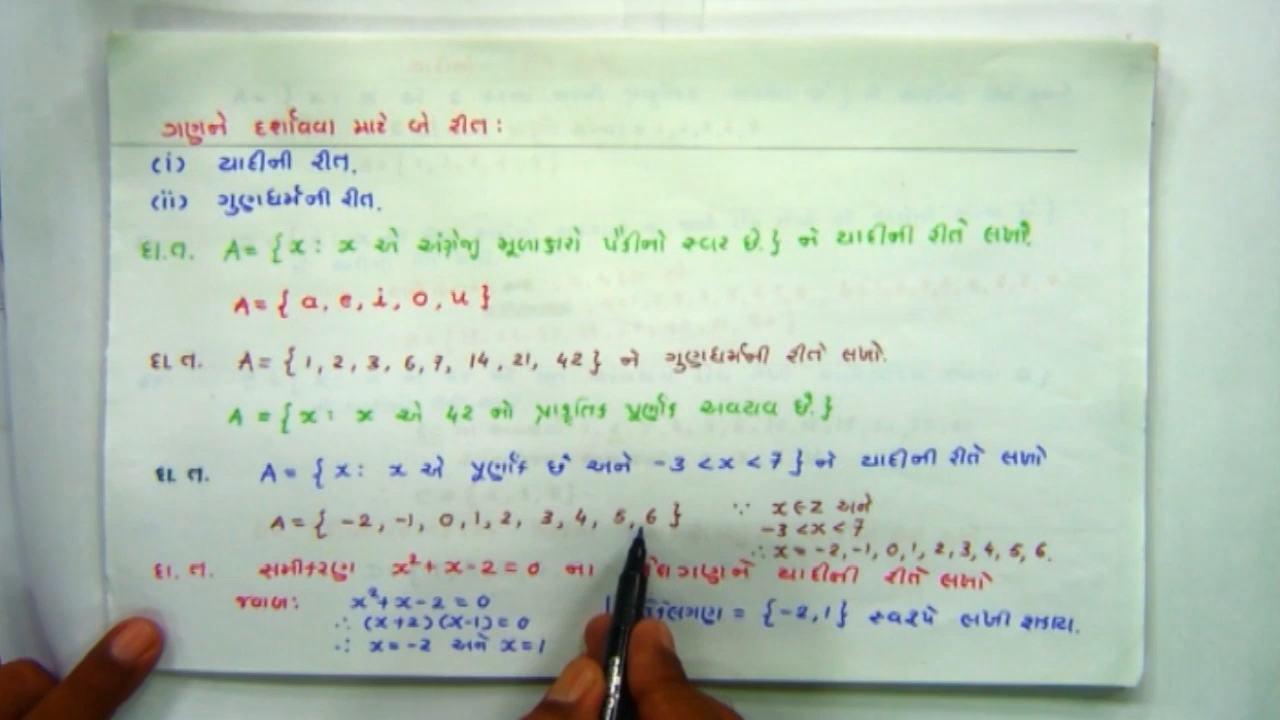 ગણને દર્શાવવા માટે બે રીત:
(i) યાદીની રીત.
(ii) ગુણધર્મની રીત.
દા.ત. A = { x : x એ અંગ્રેજી મૂળાક્ષરો પૈકીનો સ્વર છે. } ને યાદીની રીતે લખો.
A = { a, e, i, o, u }
દા.ત. A = { 1, 2, 3, 6, 7, 14, 21, 42 } ને ગુણધર્મની રીતે લખો.
A = { x : x એ 42 નો પ્રાકૃતિક પૂર્ણાંક અવયવ છે. }
દા.ત. A = { x : x એ પૂર્ણાંક છે અને -3 < x < 7 } ને યાદીની રીતે લખો
A = { -2, -1, 0, 1, 2, 3, 4, 5, 6 } ∵ x ∈ Z અને
-3 < x < 7
∴ x = -2, -1, 0, 1, 2, 3, 4, 5, 6.
દા.ત. સમીકરણ x² + x - 2 = 0 ના ગણને યાદીની રીતે લખો
જવાબ: x² + x - 2 = 0
∴ (x+2) (x-1) = 0
∴ x = -2 અને x = 1
= {-2, 1} સ્વરૂપે લખી શકાય.